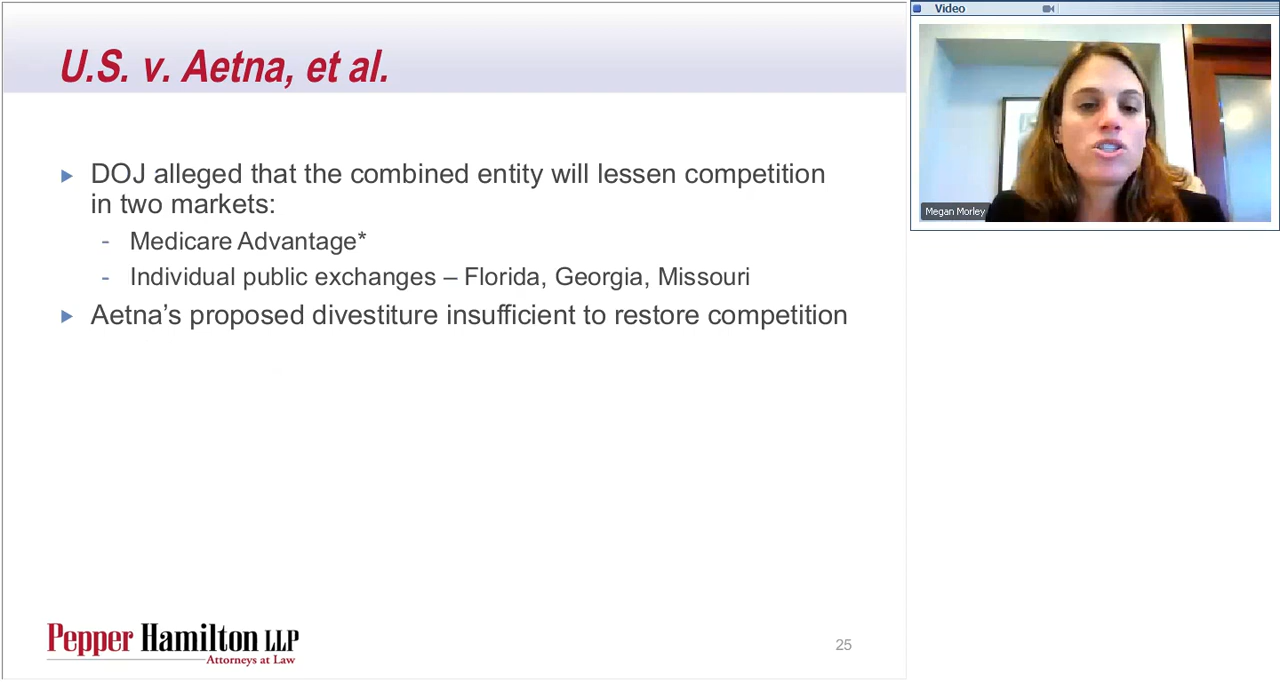 U.S. v. Aetna, et al.
DOJ alleged that the combined entity will lessen competition
in two markets:
- Medicare Advantage*
- Individual public exchanges – Florida, Georgia, Missouri
Aetna’s proposed divestiture insufficient to restore competition
Pepper Hamilton LLP
Attorneys at Law
25
Video
Megan Morley